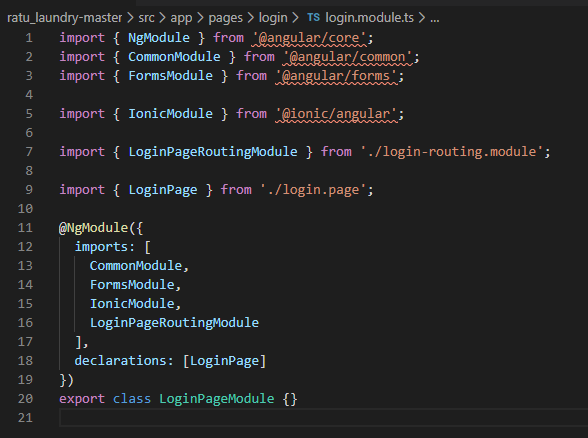 ratu_laundry-master > src > app > pages > login > TS login.module.ts > ...
1 import { NgModule } from '@angular/core';
2 import { CommonModule } from '@angular/common';
3 import { FormsModule } from '@angular/forms';
4
5 import { IonicModule } from '@ionic/angular';
6
7 import { LoginPageRoutingModule } from './login-routing.module';
8
9 import { LoginPage } from './login.page';
10
11 @NgModule({
12   imports: [
13     CommonModule,
14     FormsModule,
15     IonicModule,
16     LoginPageRoutingModule
17   ],
18   declarations: [LoginPage]
19 })
20 export class LoginPageModule {}
21